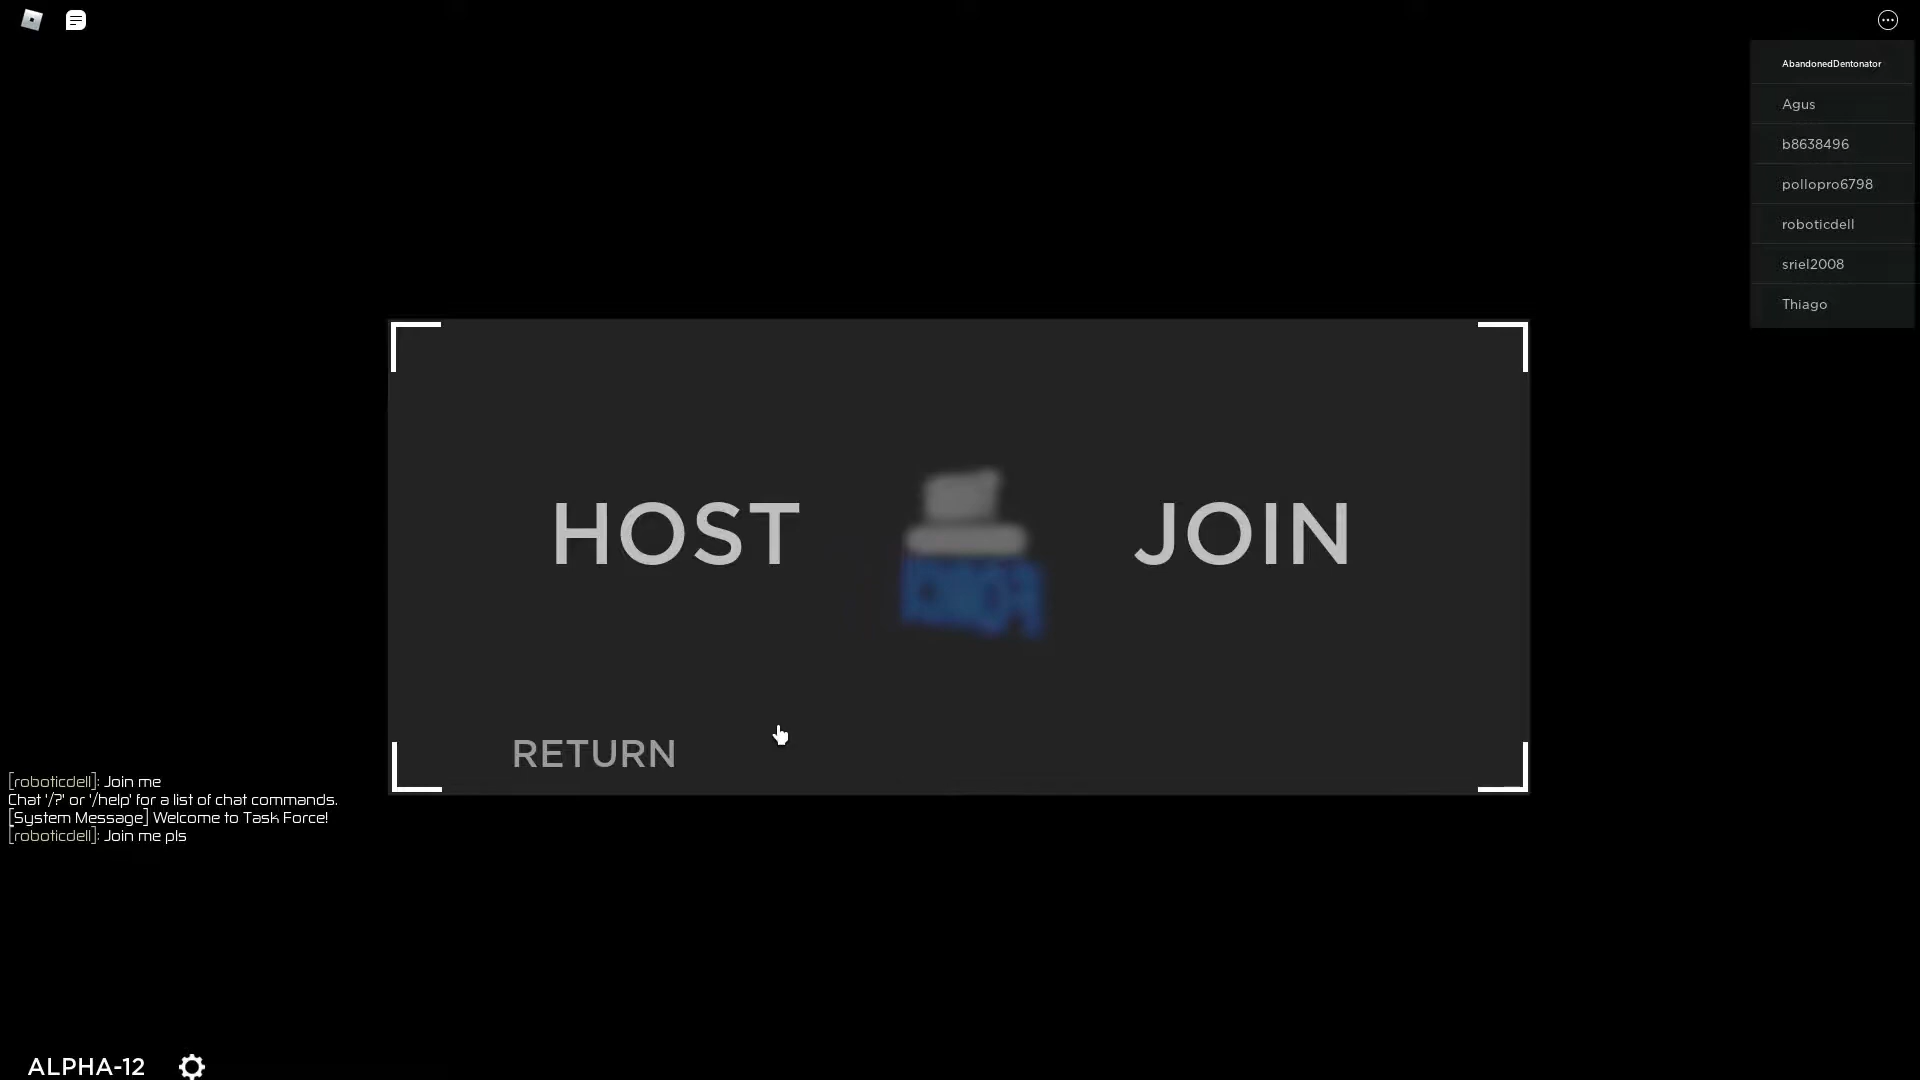 AbandonedDentonator
Agus
b8638496
pollopro6798
roboticdell
sriel2008
Thiago
HOST
JOIN
RETURN
[roboticdell]: Join me
Chat '/?' or '/help' for a list of chat commands.
[System Message] Welcome to Task Force!
[roboticdell]: Join me pls
ALPHA-12